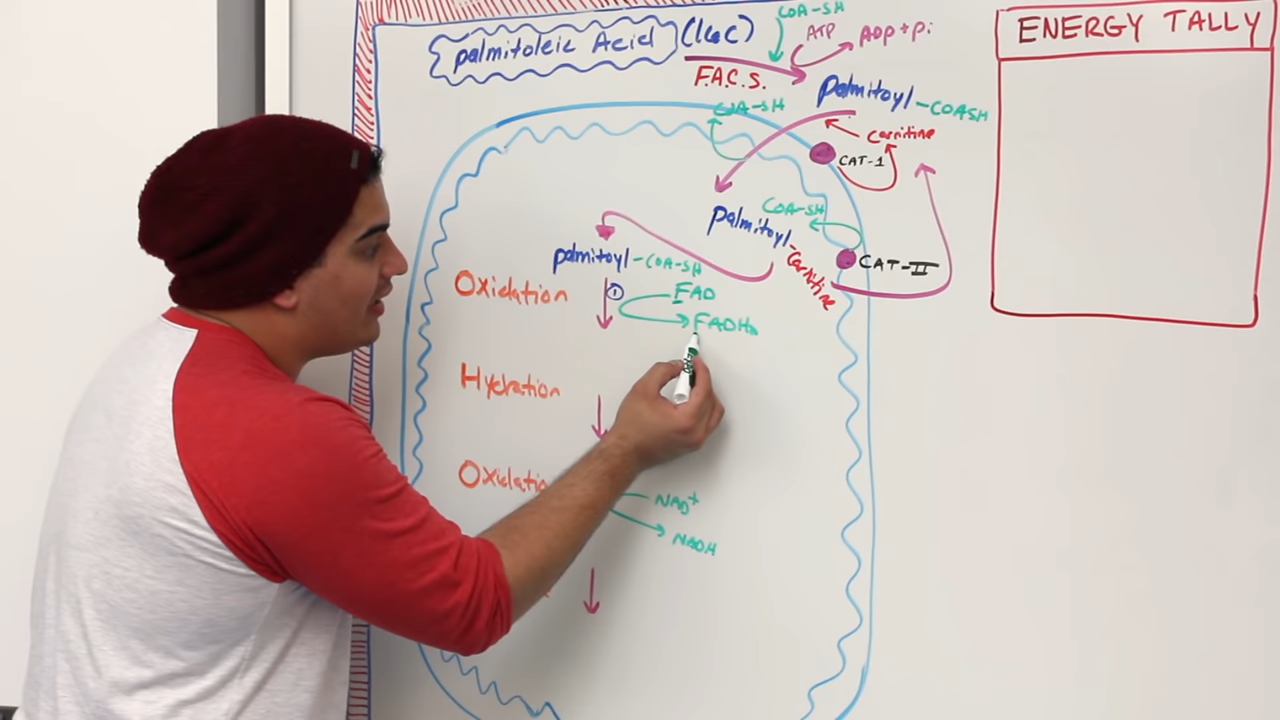 palmitoleic Acid (16C)
COA-SH
ATP
ADP+Pi
F.A.C.S.
ENERGY TALLY
palmitoyl-COASH
COA-SH
Carnitine
CAT-1
palmitoyl-Carnitine
COA-SH
CAT-II
palmitoyl-COA-SH
Oxidation
1
FAD
FADH2
Hydration
Oxidatio
NAD+
NADH